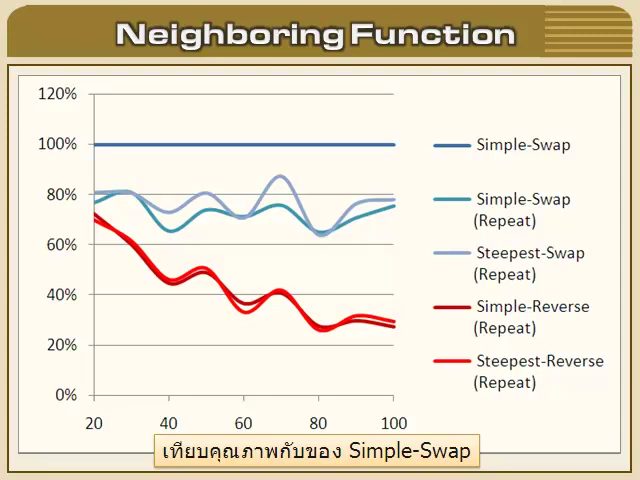 Neighboring Function
120%
100%
80%
60%
40%
20%
0%
20 40 60 80 100
Simple-Swap
Simple-Swap
(Repeat)
Steepest-Swap
(Repeat)
Simple-Reverse
(Repeat)
Steepest-Reverse
(Repeat)
เทียบคุณภาพกับของ Simple-Swap